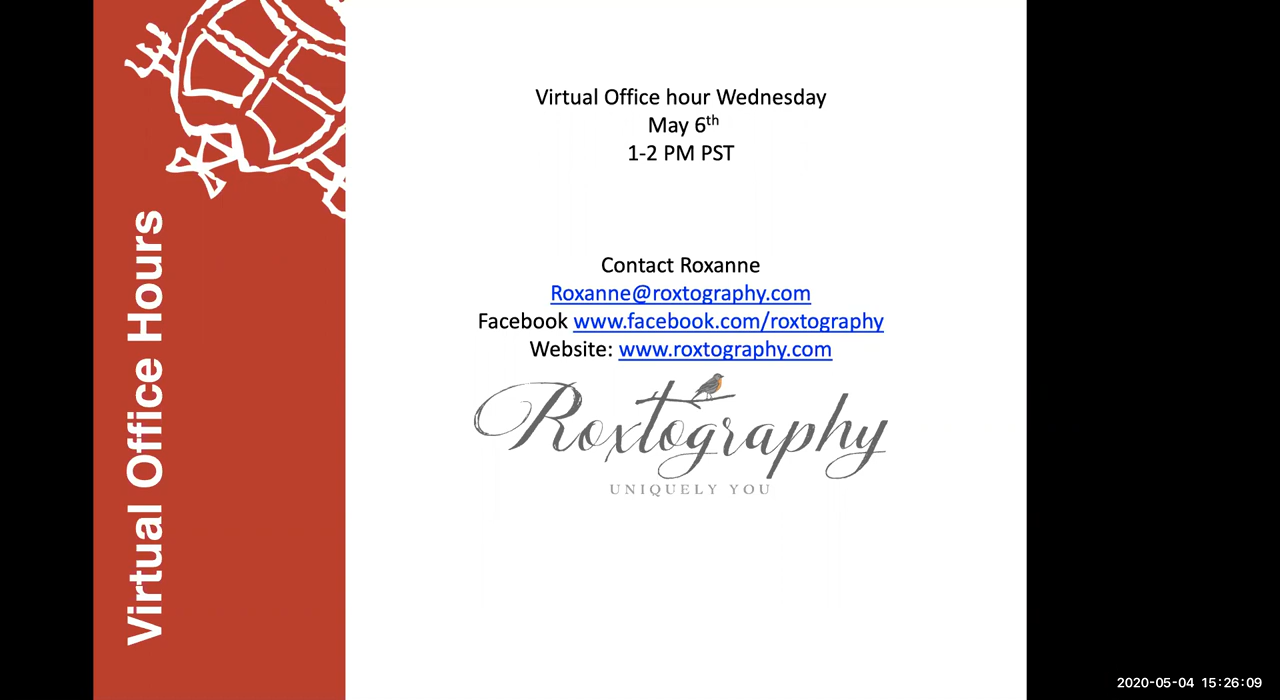 Virtual Office Hours
Virtual Office hour Wednesday
May 6th
1-2 PM PST
Contact Roxanne
Roxanne@roxtography.com
Facebook www.facebook.com/roxtography
Website: www.roxtography.com
Roxtography
UNIQUELY YOU
2020-05-04 15:26:09